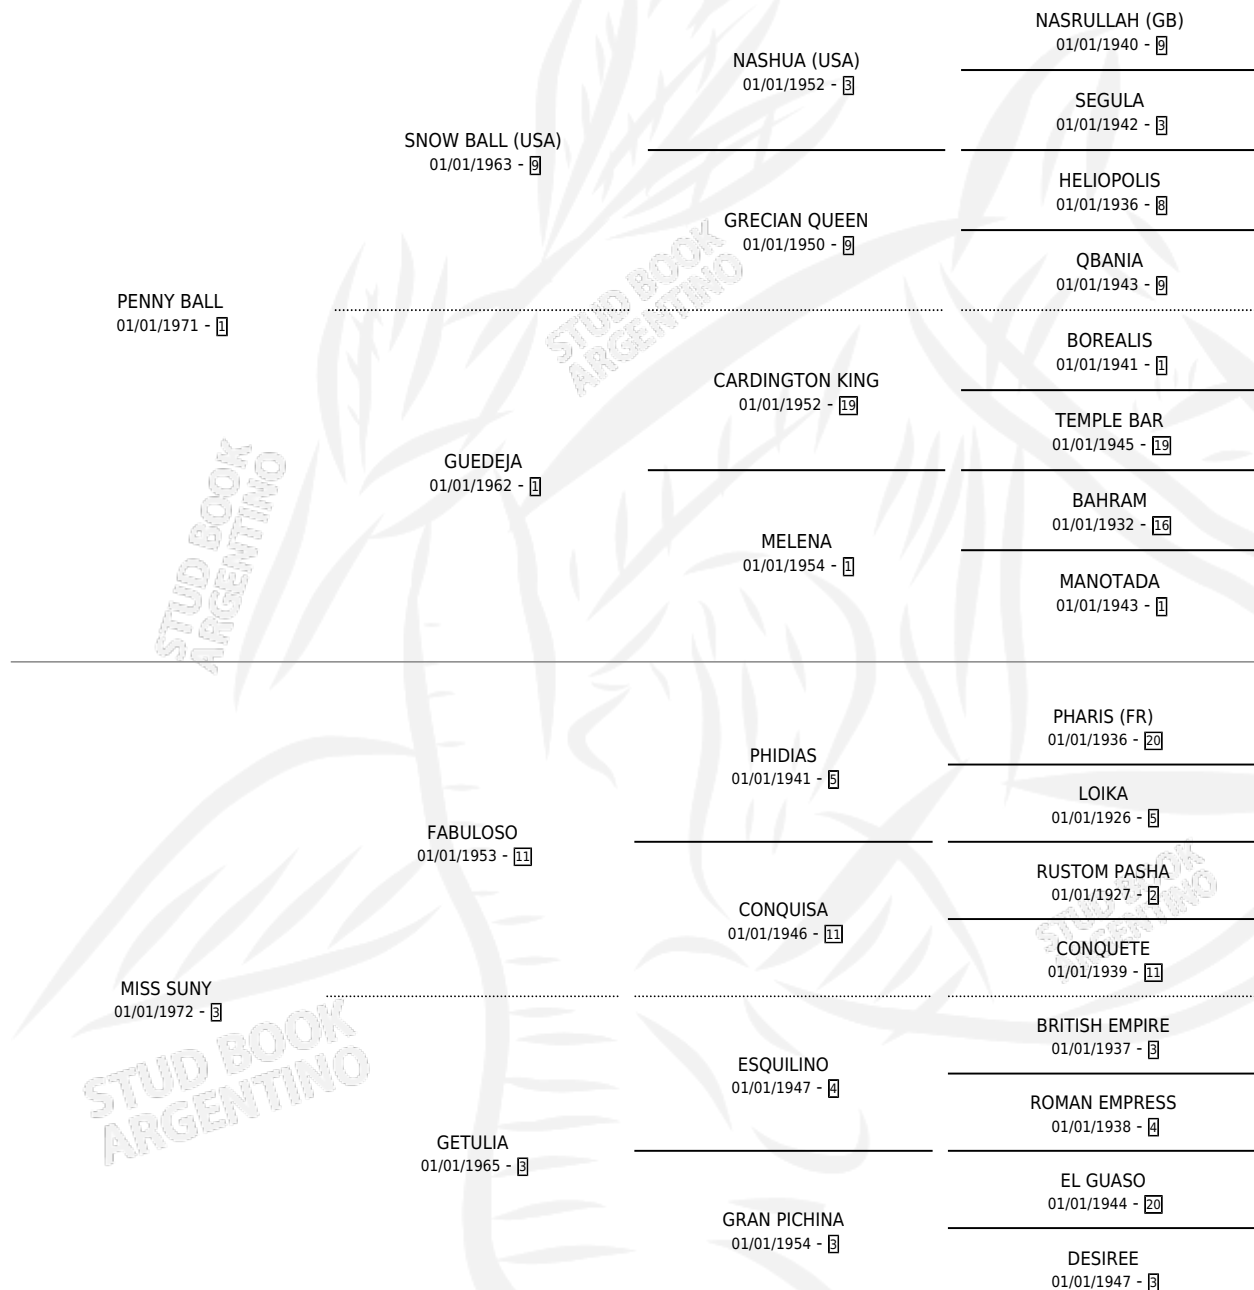 NASRULLAH (GB)
01/01/1940 - 9
NASHUA (USA)
01/01/1952 - 3
SEGULA
01/01/1942 - 3
SNOW BALL (USA)
01/01/1963 - 9
HELIOPOLIS
01/01/1936 - 8
GRECIAN QUEEN
01/01/1950 - 9
QBANIA
01/01/1943 - 9
PENNY BALL
01/01/1971 - 1
BOREALIS
01/01/1941 - 1
CARDINGTON KING
01/01/1952 - 19
TEMPLE BAR
01/01/1945 - 19
GUEDEJA
01/01/1962 - 1
BAHRAM
01/01/1932 - 16
MELENA
01/01/1954 - 1
MANOTADA
01/01/1943 - 1
STUD BOOK
ARGENTINO
STUD BOOK
ARGENTINO
PHARIS (FR)
01/01/1936 - 20
PHIDIAS
01/01/1941 - 5
LOIKA
01/01/1926 - 5
FABULOSO
01/01/1953 - 11
RUSTOM PASHA
01/01/1927 - 2
CONQUISA
01/01/1946 - 11
CONQUETE
01/01/1939 - 11
STUD BOOK
ARGENTINO
MISS SUNY
01/01/1972 - 3
BRITISH EMPIRE
01/01/1937 - 3
ESQUILINO
01/01/1947 - 4
ROMAN EMPRESS
01/01/1938 - 4
STUD BOOK
ARGENTINO
GETULIA
01/01/1965 - 3
EL GUASO
01/01/1944 - 20
GRAN PICHINA
01/01/1954 - 3
DESIREE
01/01/1947 - 3